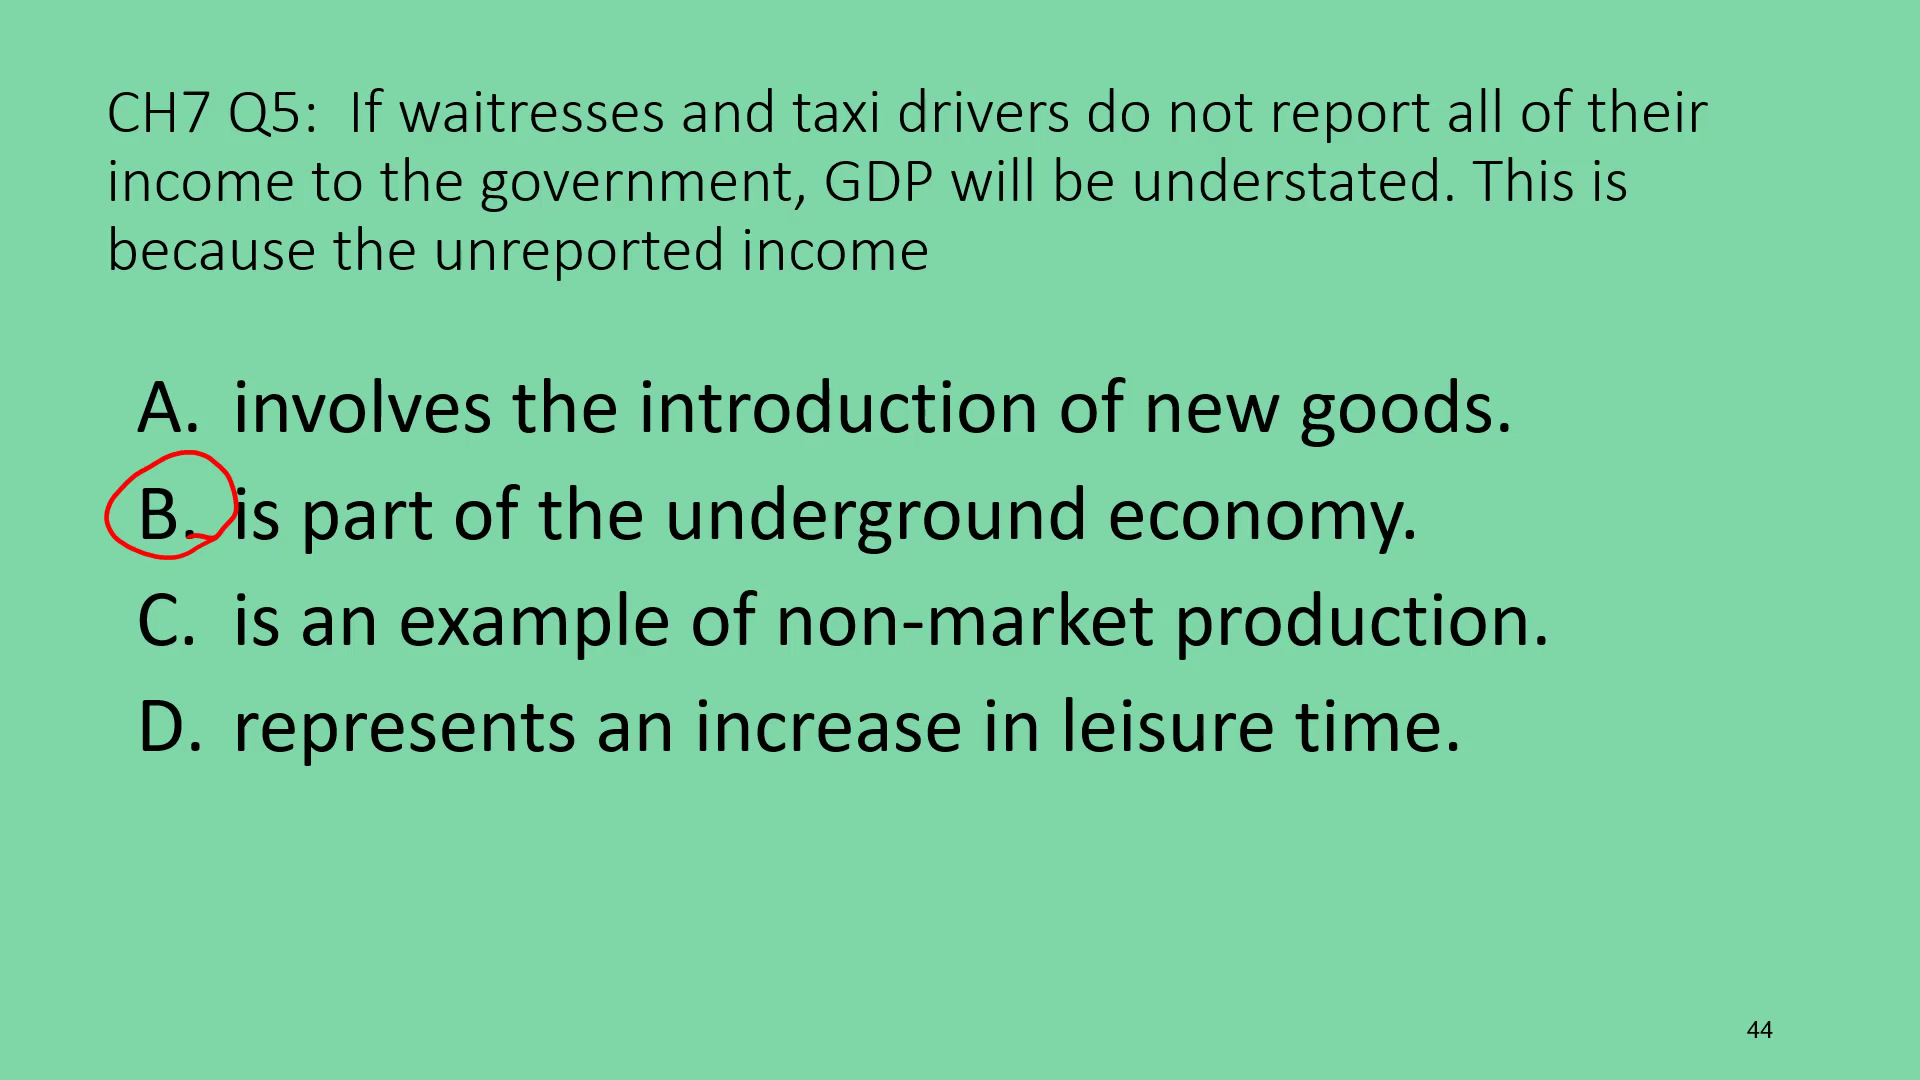 CH7 Q5:  If waitresses and taxi drivers do not report all of their
income to the government, GDP will be understated. This is
because the unreported income
A. involves the introduction of new goods.
B. is part of the underground economy.
C. is an example of non-market production.
D. represents an increase in leisure time.
44